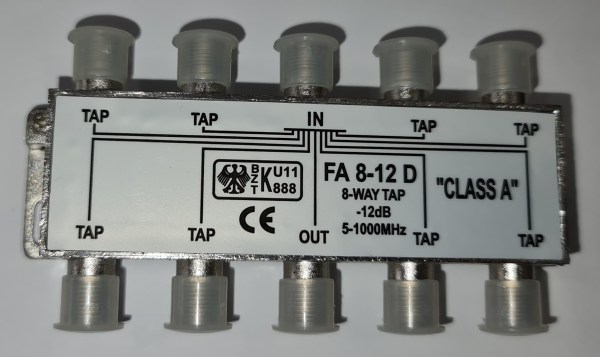 TAP TAP IN TAP TAP
BZT K U11 888
FA 8-12 D
8-WAY TAP
-12dB
5-1000MHz
"CLASS A"
CE
TAP TAP OUT TAP TAP